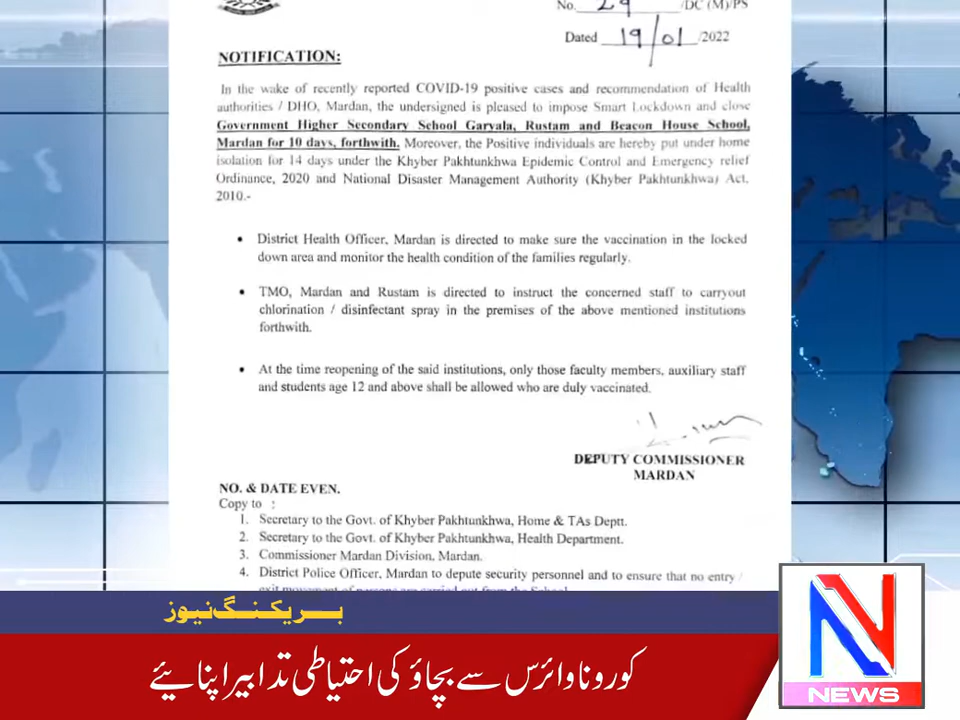 No. 29 /DC (M)/PS
Dated 19/01/2022
NOTIFICATION:
In the wake of recently reported COVID-19 positive cases and recommendation of Health
authorities / DHO, Mardan, the undersigned is pleased to impose Smart Lockdown and close
Government Higher Secondary School Garyala, Rustam and Beacon House School,
Mardan for 10 days, forthwith. Moreover, the Positive individuals are hereby put under home
isolation for 14 days under the Khyber Pakhtunkhwa Epidemic Control and Emergency relief
Ordinance, 2020 and National Disaster Management Authority (Khyber Pakhtunkhwa) Act,
2010.-
• District Health Officer, Mardan is directed to make sure the vaccination in the locked
down area and monitor the health condition of the families regularly.
• TMO, Mardan and Rustam is directed to instruct the concerned staff to carryout
chlorination / disinfectant spray in the premises of the above mentioned institutions
forthwith.
• At the time reopening of the said institutions, only those faculty members, auxiliary staff
and students age 12 and above shall be allowed who are duly vaccinated.
DEPUTY COMMISSIONER
MARDAN
NO. & DATE EVEN.
Copy to :
1. Secretary to the Govt. of Khyber Pakhtunkhwa, Home & TAs Deptt.
2. Secretary to the Govt. of Khyber Pakhtunkhwa, Health Department.
3. Commissioner Mardan Division, Mardan.
4. District Police Officer, Mardan to depute security personnel and to ensure that no entry /
exit movement of persons are carried out from the School
بریکنگ نیوز
کورونا وائرس سے بچاؤ کی احتیاطی تدابیر اپنایئے
N
NEWS